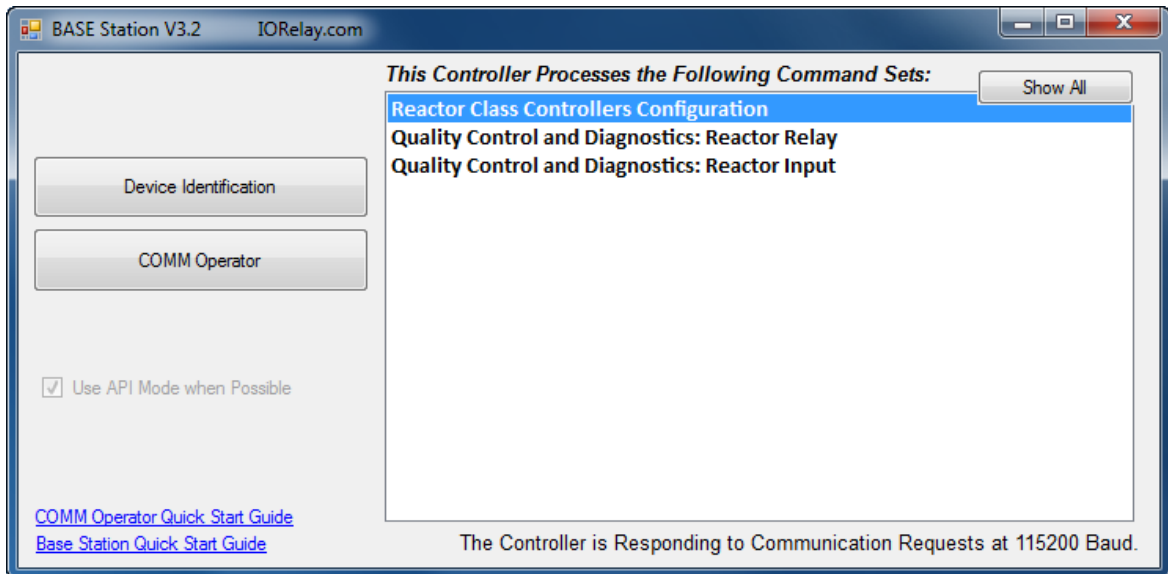 BASE Station V3.2 IORelay.com
This Controller Processes the Following Command Sets:
Show All
Reactor Class Controllers Configuration
Quality Control and Diagnostics: Reactor Relay
Quality Control and Diagnostics: Reactor Input
Device Identification
COMM Operator
Use API Mode when Possible
COMM Operator Quick Start Guide
Base Station Quick Start Guide
The Controller is Responding to Communication Requests at 115200 Baud.